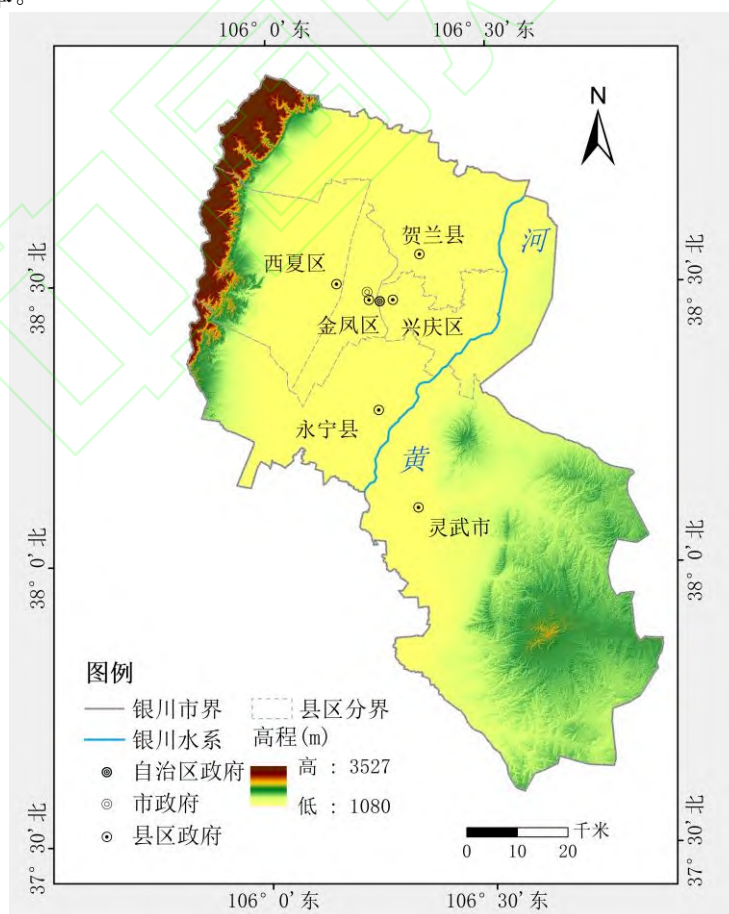 106° 0′东 106° 30′东
N
38° 30′北
38° 30′北
河
贺兰县
西夏区
金凤区
兴庆区
永宁县
黄
灵武市
38° 0′北
38° 0′北
图例
银川市界
县区分界
银川水系
高程(m)
自治区政府
高 : 3527
市政府
低 : 1080
县区政府
千米
0 10 20
37° 30′北
37° 30′北
106° 0′东 106° 30′东